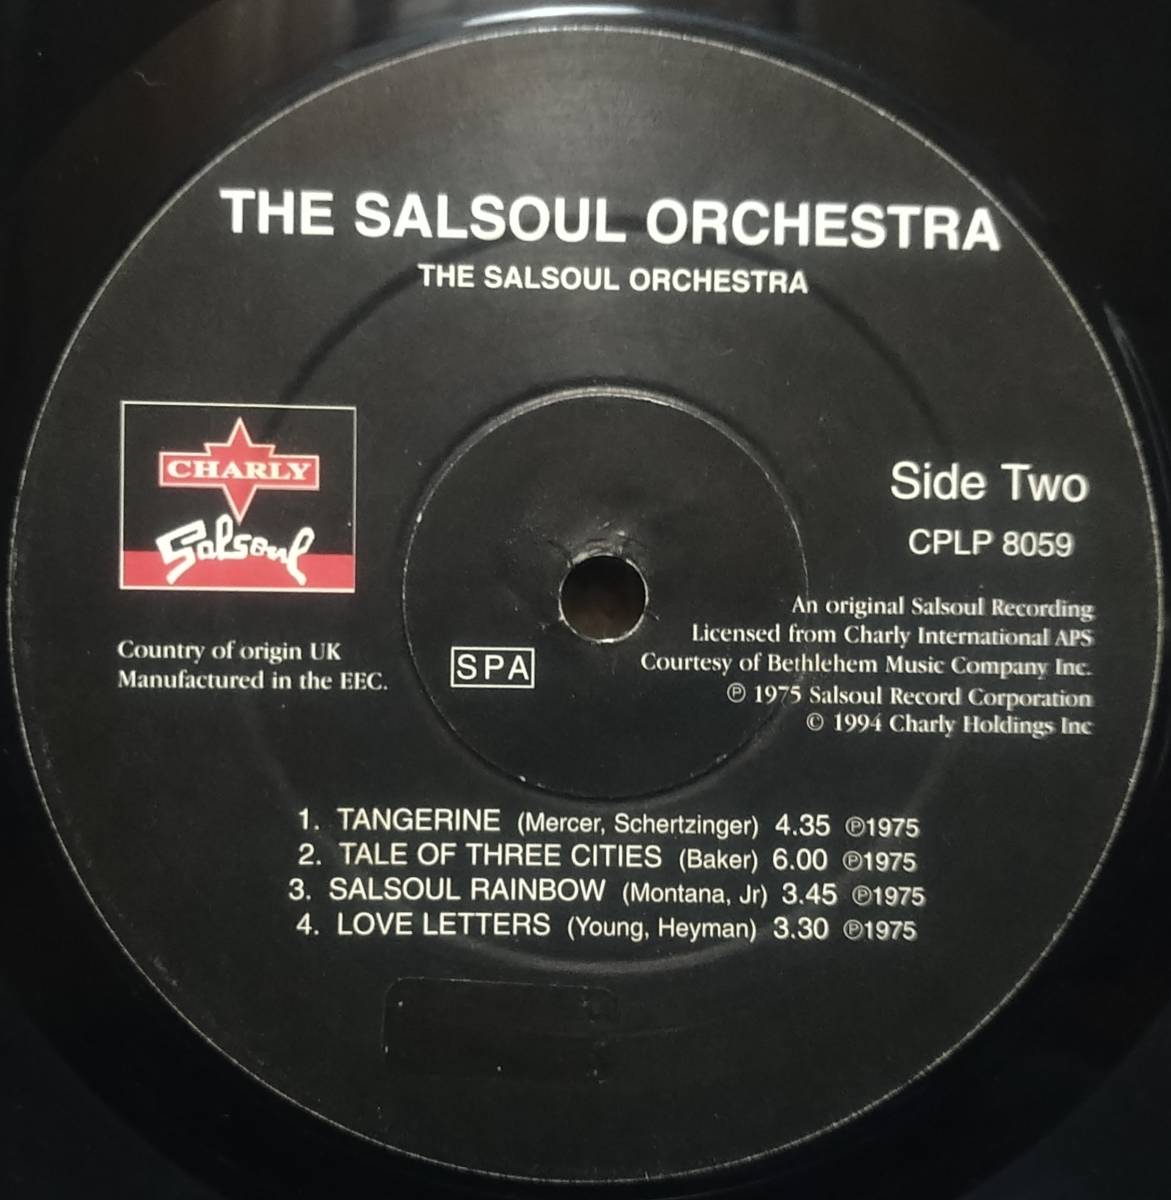 THE SALSOUL ORCHESTRA
THE SALSOUL ORCHESTRA
CHARLY
Salsoul
Side Two
CPLP 8059
An original Salsoul Recording
Licensed from Charly International APS
Courtesy of Bethlehem Music Company Inc.
℗ 1975 Salsoul Record Corporation
© 1994 Charly Holdings Inc
Country of origin UK
Manufactured in the EEC.
SPA
1. TANGERINE (Mercer, Schertzinger) 4.35 ℗1975
2. TALE OF THREE CITIES (Baker) 6.00 ℗1975
3. SALSOUL RAINBOW (Montana, Jr) 3.45 ℗1975
4. LOVE LETTERS (Young, Heyman) 3.30 ℗1975